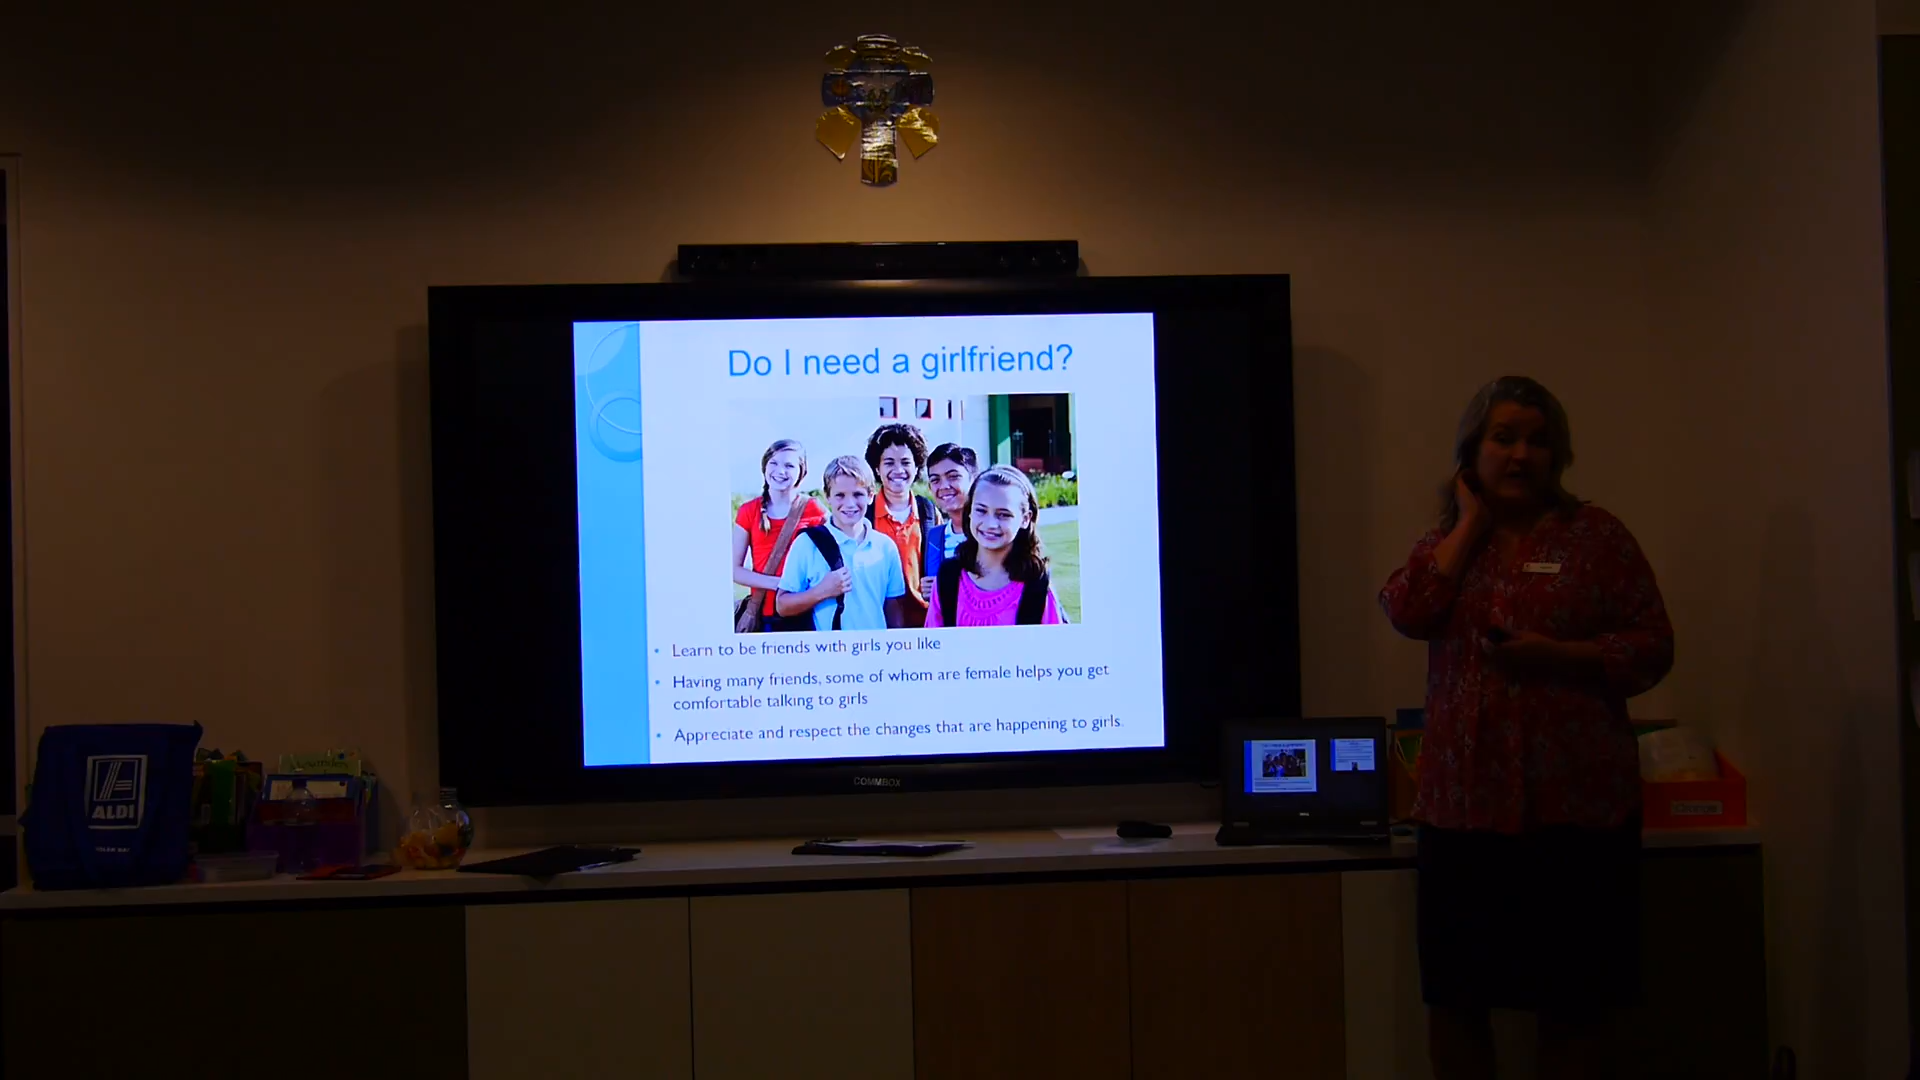 Do I need a girlfriend?
• Learn to be friends with girls you like
• Having many friends, some of whom are female helps you get
comfortable talking to girls
• Appreciate and respect the changes that are happening to girls.
COMMBOX
ALDI